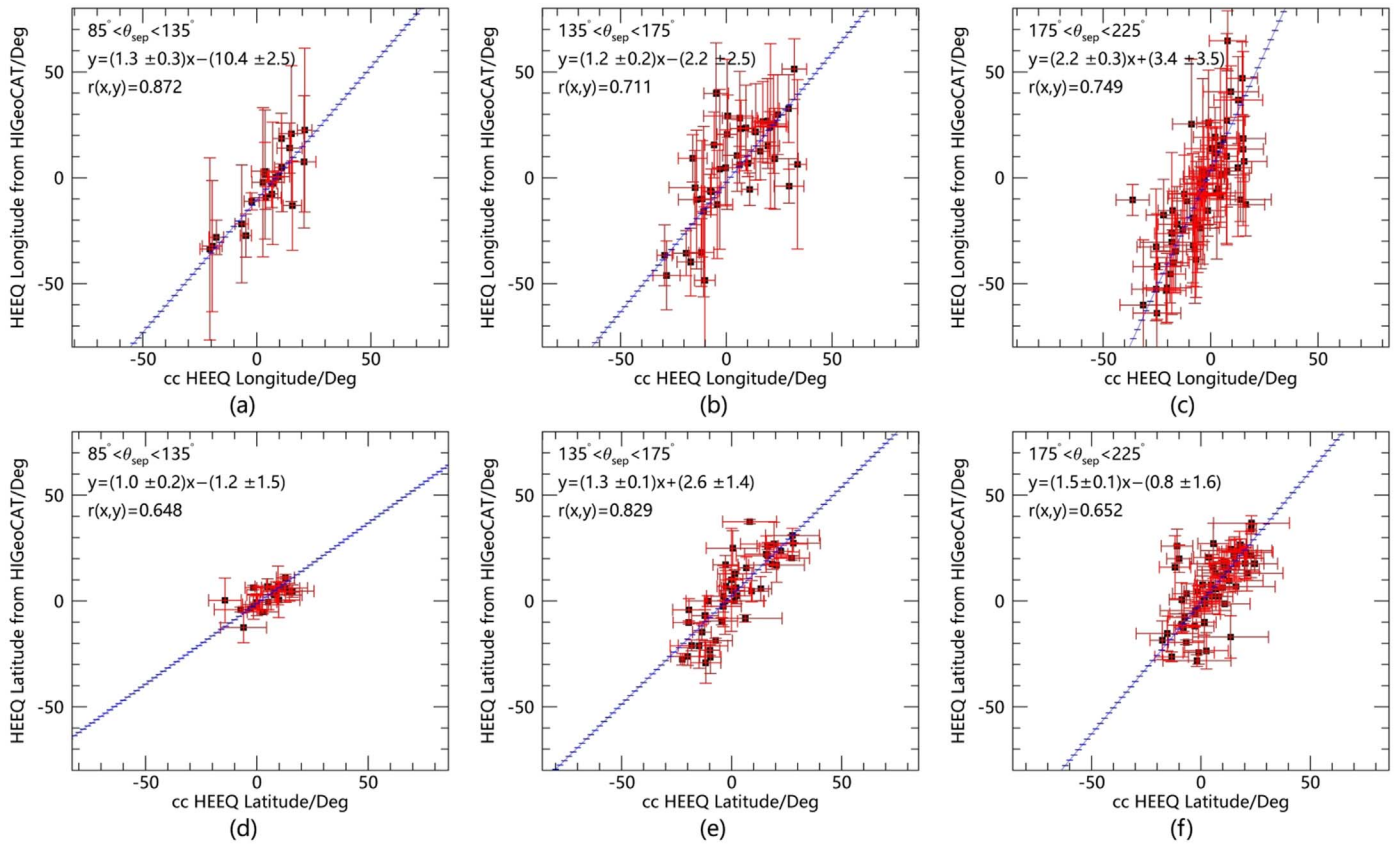 85°<θsep<135°
y=(1.3 ±0.3)x−(10.4 ±2.5)
r(x,y)=0.872
HEEQ Longitude from HIGeoCAT/Deg
50
0
-50
-50 0 50
cc HEEQ Longitude/Deg
(a)
135°<θsep<175°
y=(1.2 ±0.2)x−(2.2 ±2.5)
r(x,y)=0.711
HEEQ Longitude from HIGeoCAT/Deg
50
0
-50
-50 0 50
cc HEEQ Longitude/Deg
(b)
175°<θsep<225°
y=(2.2 ±0.3)x+(3.4 ±3.5)
r(x,y)=0.749
HEEQ Longitude from HIGeoCAT/Deg
50
0
-50
-50 0 50
cc HEEQ Longitude/Deg
(c)
85°<θsep<135°
y=(1.0 ±0.2)x−(1.2 ±1.5)
r(x,y)=0.648
HEEQ Latitude from HIGeoCAT/Deg
50
0
-50
-50 0 50
cc HEEQ Latitude/Deg
(d)
135°<θsep<175°
y=(1.3 ±0.1)x+(2.6 ±1.4)
r(x,y)=0.829
HEEQ Latitude from HIGeoCAT/Deg
50
0
-50
-50 0 50
cc HEEQ Latitude/Deg
(e)
175°<θsep<225°
y=(1.5±0.1)x−(0.8 ±1.6)
r(x,y)=0.652
HEEQ Latitude from HIGeoCAT/Deg
50
0
-50
-50 0 50
cc HEEQ Latitude/Deg
(f)